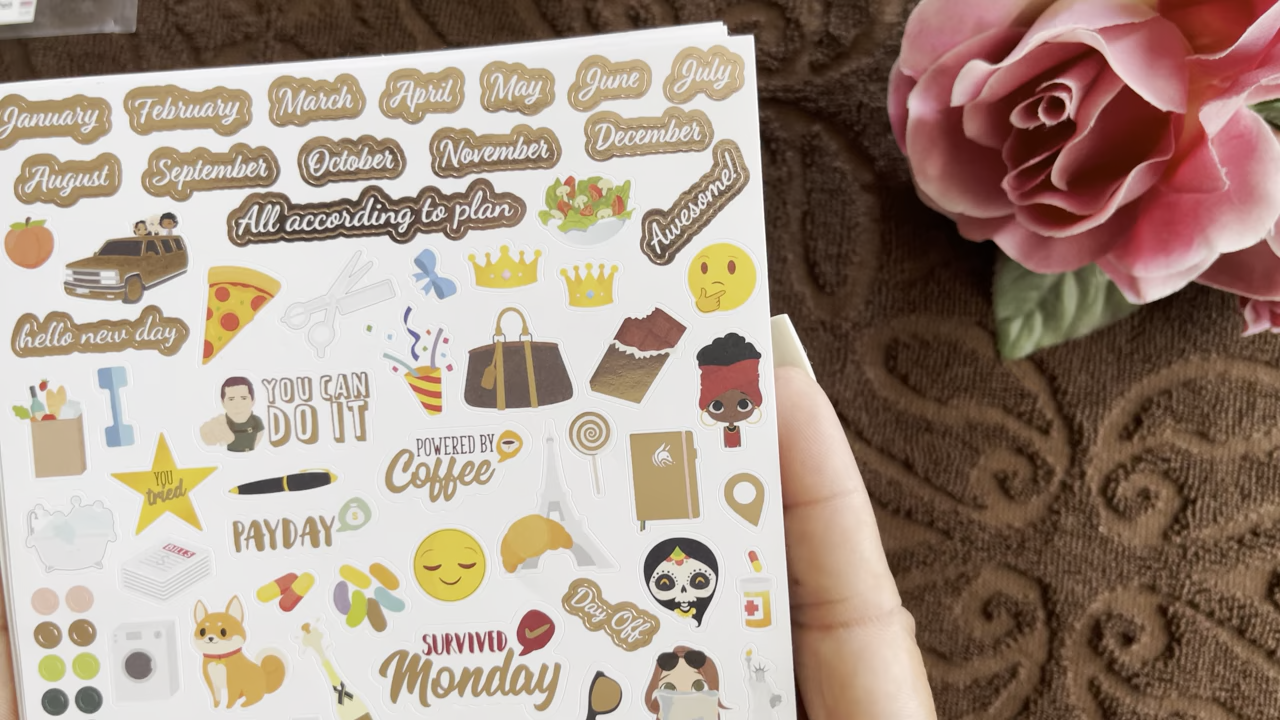 January
February
March
April
May
June
July
August
September
October
November
December
All according to plan
Awesome!
hello new day
YOU CAN
DO IT
POWERED BY
Coffee
YOU
tried
PAYDAY
BILLS
Day Off
SURVIVED
Monday